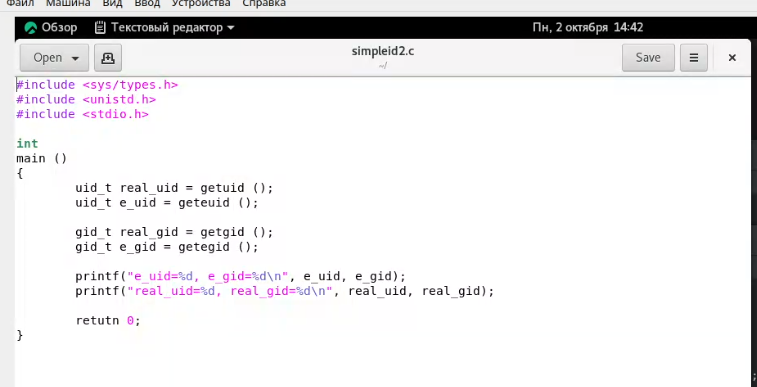 Файл Машина Вид Ввод Устройства Справка
Обзор Текстовый редактор Пн, 2 октября 14:42
Open simpleid2.c Save
~/
#include <sys/types.h>
#include <unistd.h>
#include <stdio.h>
int
main ()
{
uid_t real_uid = getuid ();
uid_t e_uid = geteuid ();
gid_t real_gid = getgid ();
gid_t e_gid = getegid ();
printf("e_uid=%d, e_gid=%d\n", e_uid, e_gid);
printf("real_uid=%d, real_gid=%d\n", real_uid, real_gid);
retutn 0;
}